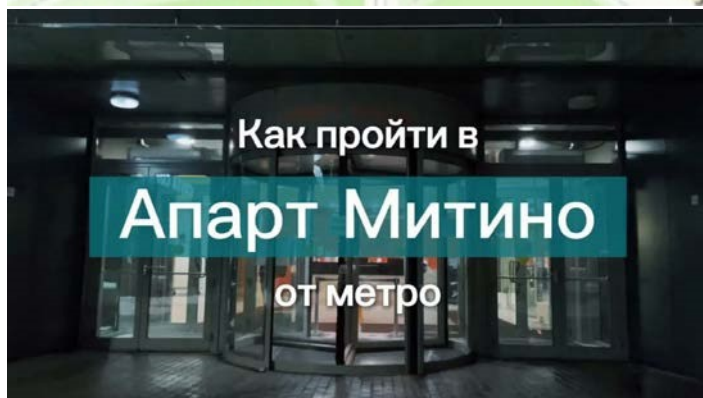 Как пройти в
Апарт Митино
от метро